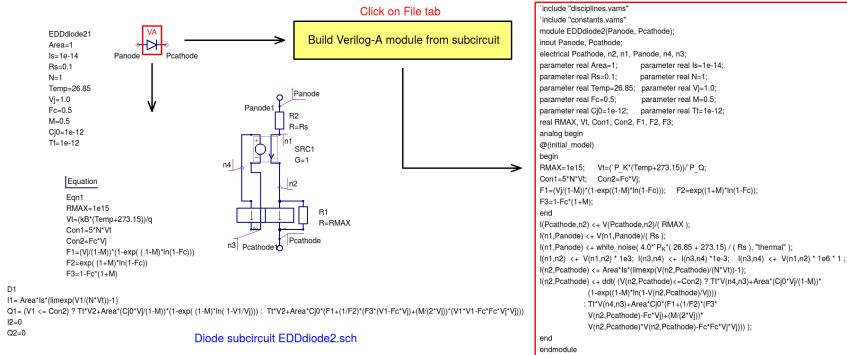 Click on File tab
EDDdiode21
Area=1
Is=1e-14
Rs=0.1
N=1
Temp=26.85
Vj=1.0
Fc=0.5
M=0.5
Cj0=1e-12
Tt=1e-12
VA
Panode
Pcathode
Build Verilog-A module from subcircuit
Panode
Panode1
R2
R=Rs
n1
SRC1
G=1
n4
n2
R1
R=RMAX
n3
Pcathode1
Pcathode
Equation
Eqn1
RMAX=1e15
Vt=(kB*(Temp+273.15))/q
Con1=5*N*Vt
Con2=Fc*Vj
F1=(Vj/(1-M))*(1-exp( ( 1-M)*ln(1-Fc)))
F2=exp( (1+M)*ln(1-Fc))
F3=1-Fc*(1+M)
D1
I1= Area*Is*(limexp(V1/(N*Vt))-1)
Q1= (V1 <= Con2) ? Tt*V2+Area*(Cj0*Vj/(1-M))*(1-exp( (1-M)*ln( 1-V1/Vj))) : Tt*V2+Area*Cj0*(F1+(1/F2)*(F3*(V1-Fc*Vj)+(M/(2*Vj))*(V1*V1-Fc*Fc*Vj*Vj)))
I2=0
Q2=0
Diode subcircuit EDDdiode2.sch
`include "disciplines.vams"
`include "constants.vams"
module EDDdiode2(Panode, Pcathode);
inout Panode, Pcathode;
electrical Pcathode, n2, n1, Panode, n4, n3;
parameter real Area=1; parameter real Is=1e-14;
parameter real Rs=0.1; parameter real N=1;
parameter real Temp=26.85; parameter real Vj=1.0;
parameter real Fc=0.5; parameter real M=0.5;
parameter real Cj0=1e-12; parameter real Tt=1e-12;
real RMAX, Vt, Con1, Con2, F1, F2, F3;
analog begin
@(initial_model)
begin
RMAX=1e15; Vt=(`P_K*(Temp+273.15))/`P_Q;
Con1=5*N*Vt; Con2=Fc*Vj;
F1=(Vj/(1-M))*(1-exp((1-M)*ln(1-Fc))); F2=exp((1+M)*ln(1-Fc));
F3=1-Fc*(1+M);
end
I(Pcathode,n2) <+ V(Pcathode,n2)/( RMAX );
I(n1,Panode) <+ V(n1,Panode)/( Rs );
I(n1,Panode) <+ white_noise( 4.0*`P_K*( 26.85 + 273.15) / ( Rs ), "thermal" );
I(n1,n2) <+ V(n1,n2) * 1e3; I(n3,n4) <+ I(n3,n4) *1e-3; I(n3,n4) <+ V(n1,n2) * 1e6 * 1 ;
I(n2,Pcathode) <+ Area*Is*(limexp(V(n2,Pcathode)/(N*Vt))-1);
I(n2,Pcathode) <+ ddt( (V(n2,Pcathode)<=Con2) ? Tt*V(n4,n3)+Area*(Cj0*Vj/(1-M))*
(1-exp((1-M)*ln(1-V(n2,Pcathode)/Vj)))
: Tt*V(n4,n3)+Area*Cj0*(F1+(1/F2)*(F3*
V(n2,Pcathode)-Fc*Vj)+(M/(2*Vj))*
V(n2,Pcathode)*V(n2,Pcathode)-Fc*Fc*Vj*Vj))) );
end
endmodule